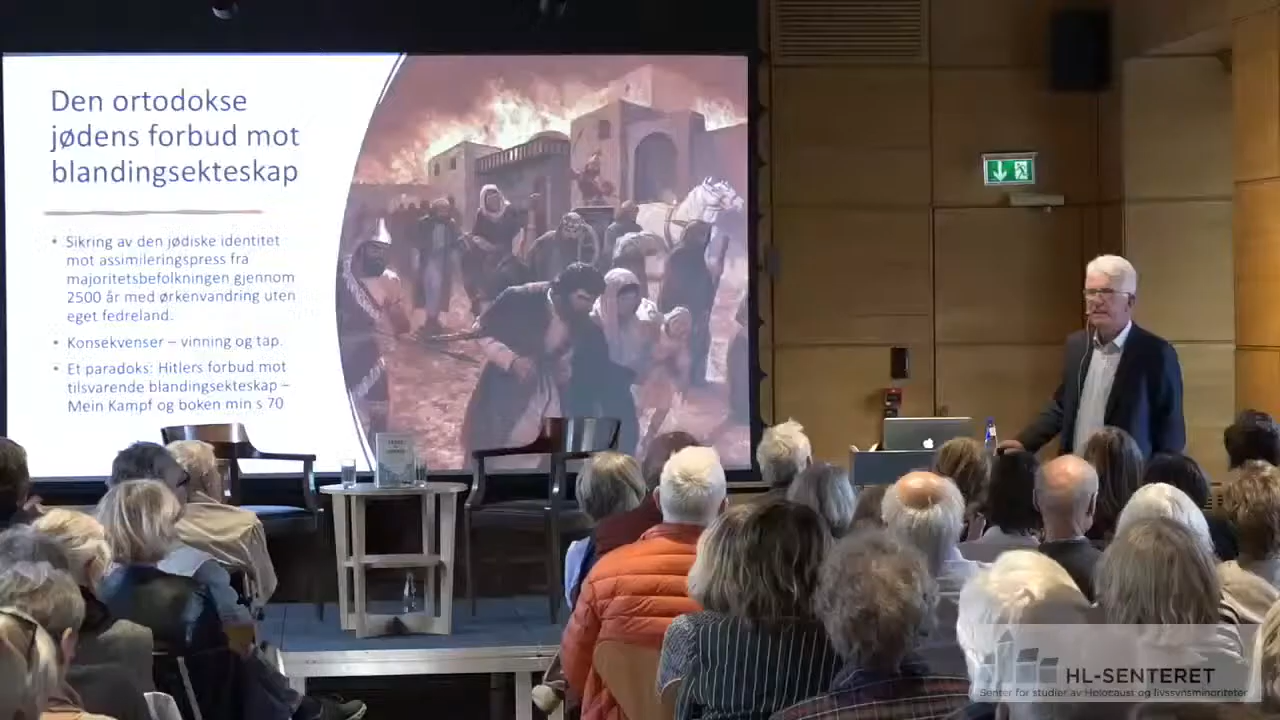 Den ortodokse
jødens forbud mot
blandingsekteskap
• Sikring av den jødiske identitet
mot assimileringspress fra
majoritetsbefolkningen gjennom
2500 år med ørkenvandring uten
eget fedreland.
• Konsekvenser – vinning og tap.
• Et paradoks: Hitlers forbud mot
tilsvarende blandingsekteskap –
Mein Kampf og boken min s 70
HL-SENTERET
Senter for studier av Holocaust og livssynsminoriteter